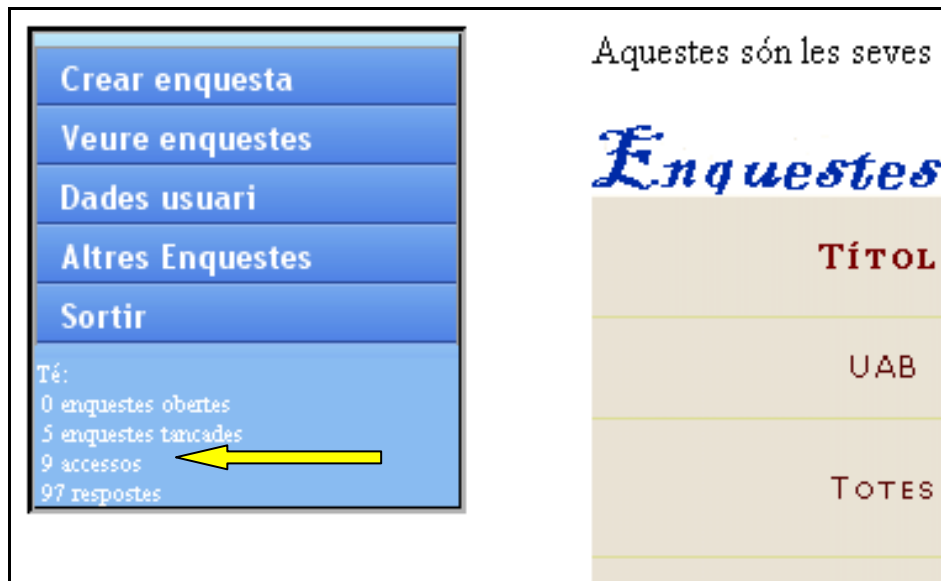 Crear enquesta
Veure enquestes
Dades usuari
Altres Enquestes
Sortir
Té:
0 enquestes obertes
5 enquestes tancades
9 accessos
97 respostes
Aquestes són les seves
Enquestes
TÍTOL
UAB
TOTES